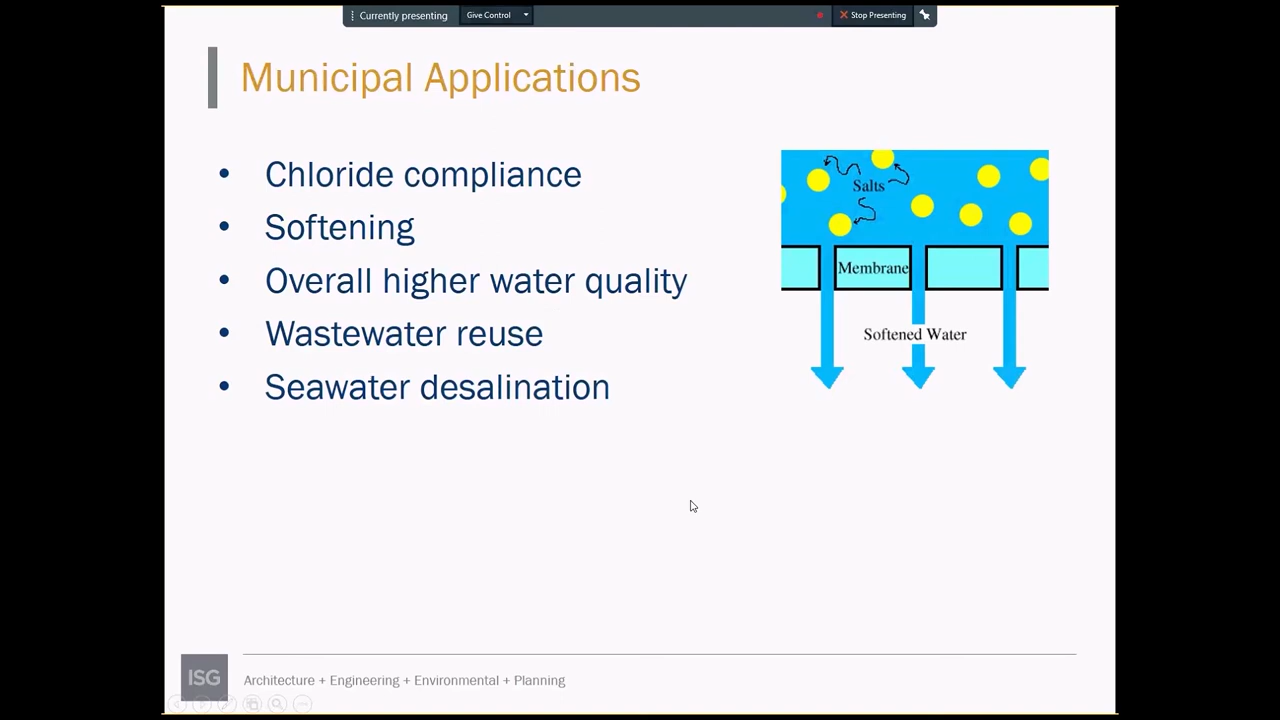 Currently presenting
Give Control
Stop Presenting
Municipal Applications
• Chloride compliance
• Softening
• Overall higher water quality
• Wastewater reuse
• Seawater desalination
Salts
Membrane
Softened Water
ISG
Architecture + Engineering + Environmental + Planning